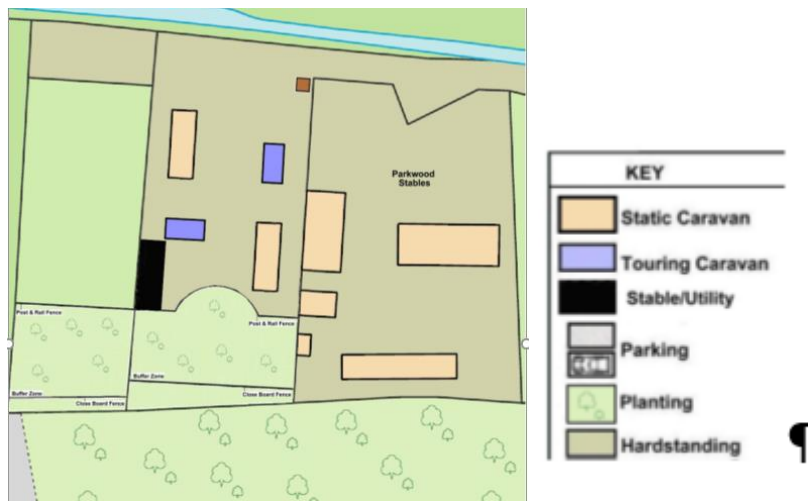 Parkwood
Stables
Post & Rail Fence
Post & Rail Fence
Buffer Zone
Buffer Zone
Close Board Fence
Close Board Fence
KEY
Static Caravan
Touring Caravan
Stable/Utility
Parking
Planting
Hardstanding
¶